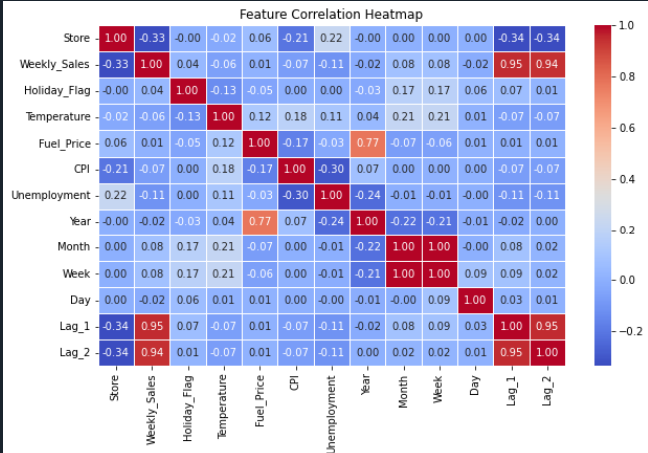 Feature Correlation Heatmap
Store 1.00 -0.33 -0.00 -0.02 0.06 -0.21 0.22 -0.00 0.00 0.00 0.00 -0.34 -0.34
Weekly_Sales -0.33 1.00 0.04 -0.06 0.01 -0.07 -0.11 -0.02 0.08 0.08 -0.02 0.95 0.94
Holiday_Flag -0.00 0.04 1.00 -0.13 -0.05 0.00 0.00 -0.03 0.17 0.17 0.06 0.07 0.01
Temperature -0.02 -0.06 -0.13 1.00 0.12 0.18 0.11 0.04 0.21 0.21 0.01 -0.07 -0.07
Fuel_Price 0.06 0.01 -0.05 0.12 1.00 -0.17 -0.03 0.77 -0.07 -0.06 0.01 0.01 0.01
CPI -0.21 -0.07 0.00 0.18 -0.17 1.00 -0.30 0.07 0.00 0.00 0.00 -0.07 -0.07
Unemployment 0.22 -0.11 0.00 0.11 -0.03 -0.30 1.00 -0.24 -0.01 -0.01 -0.00 -0.11 -0.11
Year -0.00 -0.02 -0.03 0.04 0.77 0.07 -0.24 1.00 -0.22 -0.21 -0.01 -0.02 0.00
Month 0.00 0.08 0.17 0.21 -0.07 0.00 -0.01 -0.22 1.00 1.00 -0.00 0.08 0.02
Week 0.00 0.08 0.17 0.21 -0.06 0.00 -0.01 -0.21 1.00 1.00 0.09 0.09 0.02
Day 0.00 -0.02 0.06 0.01 0.01 0.00 -0.00 -0.01 -0.00 0.09 1.00 0.03 0.01
Lag_1 -0.34 0.95 0.07 -0.07 0.01 -0.07 -0.11 -0.02 0.08 0.09 0.03 1.00 0.95
Lag_2 -0.34 0.94 0.01 -0.07 0.01 -0.07 -0.11 0.00 0.02 0.02 0.01 0.95 1.00
Store Weekly_Sales Holiday_Flag Temperature Fuel_Price CPI Unemployment Year Month Week Day Lag_1 Lag_2
1.0
0.8
0.6
0.4
0.2
0.0
-0.2